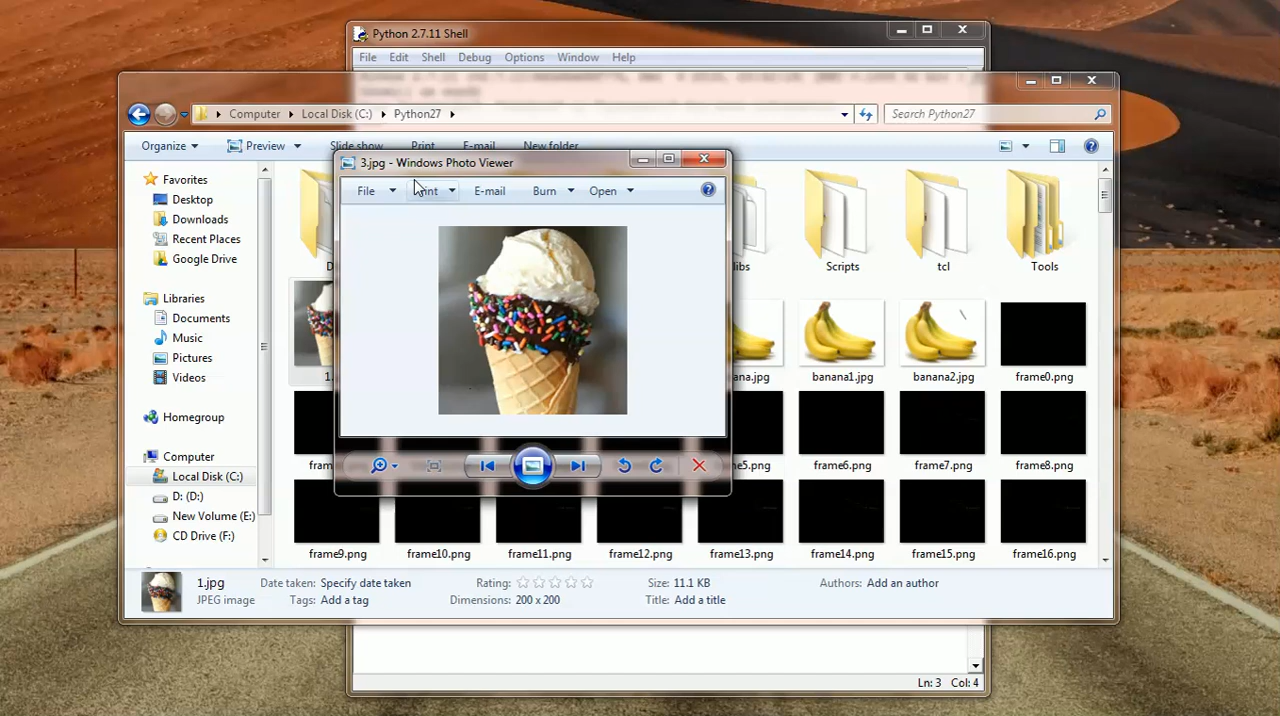 Python 2.7.11 Shell
File Edit Shell Debug Options Window Help
Computer Local Disk (C:) Python27
Search Python27
Organize Preview Slide show Print E-mail New folder
3.jpg - Windows Photo Viewer
File Print E-mail Burn Open
Favorites
Desktop
Downloads
Recent Places
Google Drive
Libraries
Documents
Music
Pictures
Videos
Homegroup
Computer
Local Disk (C:)
D: (D:)
New Volume (E:)
CD Drive (F:)
libs Scripts tcl Tools
banana1.jpg banana2.jpg frame0.png
frame6.png frame7.png frame8.png
frame9.png frame10.png frame11.png frame12.png frame13.png frame14.png frame15.png frame16.png
1.jpg
JPEG image
Date taken: Specify date taken
Tags: Add a tag
Rating:
Dimensions: 200 x 200
Size: 11.1 KB
Title: Add a title
Authors: Add an author
Ln: 3 Col: 4